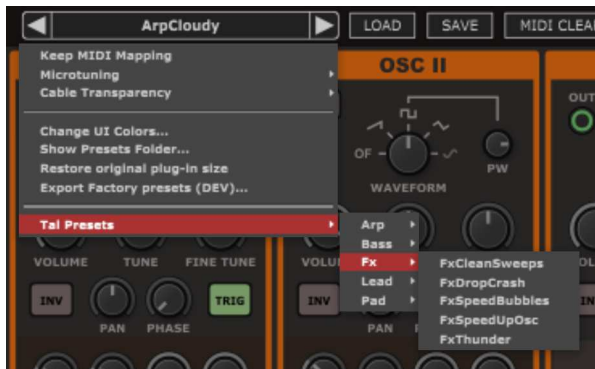 ArpCloudy
LOAD
SAVE
MIDI CLEA
Keep MIDI Mapping
Microtuning
Cable Transparency
Change UI Colors...
Show Presets Folder...
Restore original plug-in size
Export Factory presets (DEV)...
Tal Presets
Arp
Bass
Fx
Lead
Pad
FxCleanSweeps
FxDropCrash
FxSpeedBubbles
FxSpeedUpOsc
FxThunder
OSC II
OUT
OF
PW
WAVEFORM
VOLUME
TUNE
FINE TUNE
VOLU
OL
INV
TRIG
INV
IN
PAN
PHASE
PAN